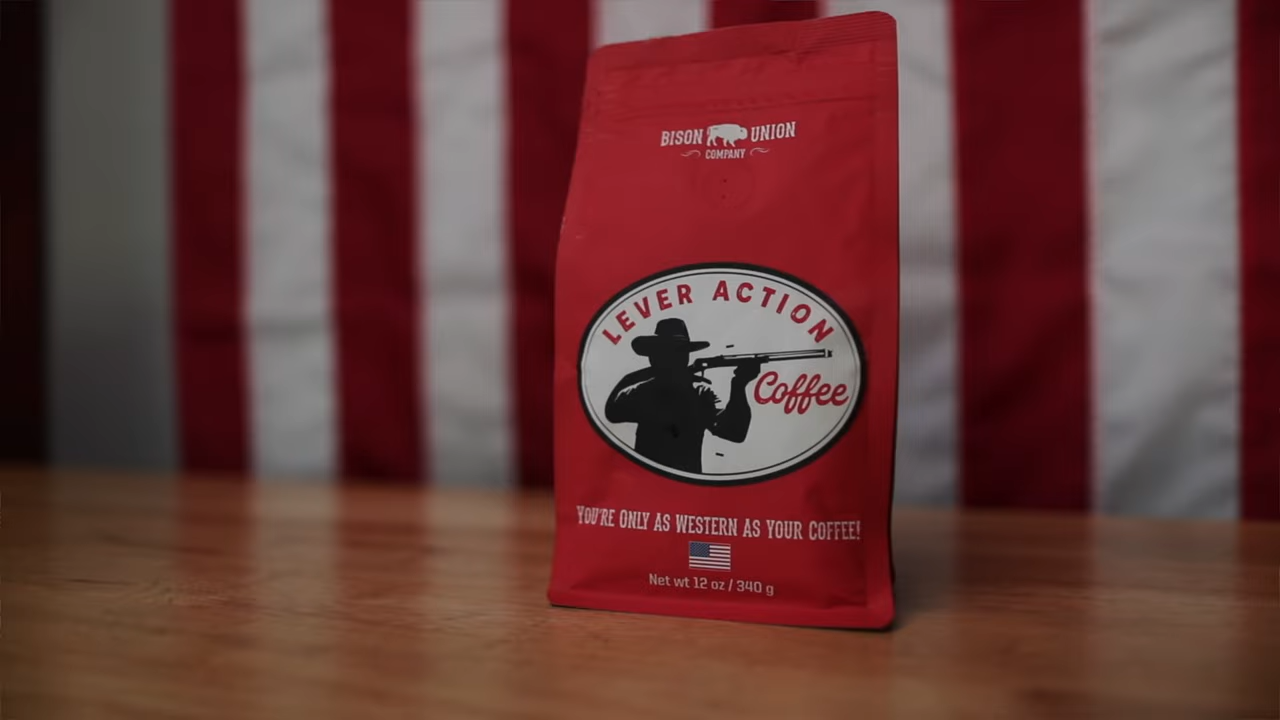 BISON UNION
COMPANY
LEVER ACTION
Coffee
YOU'RE ONLY AS WESTERN AS YOUR COFFEE!
Net wt 12 oz / 340 g